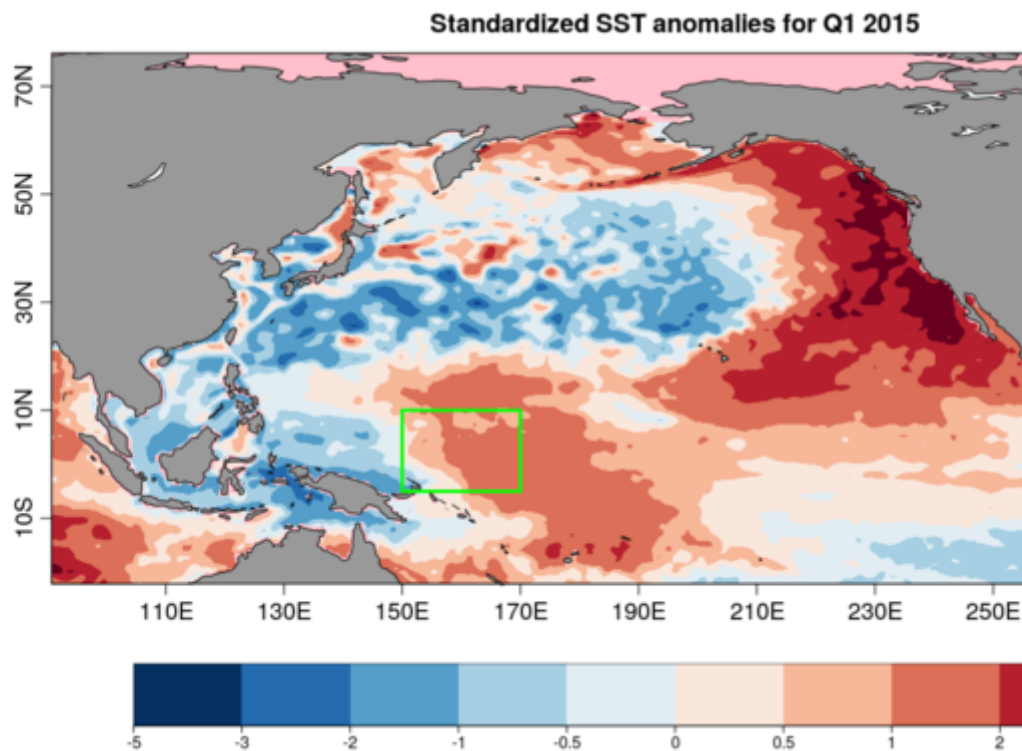 Standardized SST anomalies for Q1 2015
70N
50N
30N
10N
10S
110E 130E 150E 170E 190E 210E 230E 250E
-5 -3 -2 -1 -0.5 0 0.5 1 2